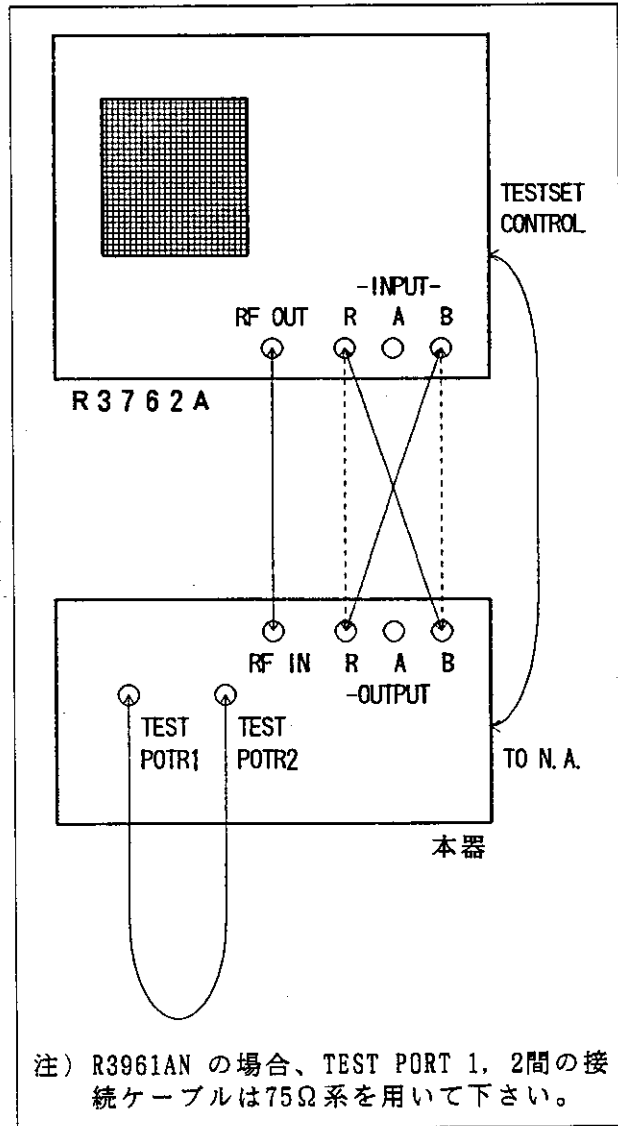 TESTSET
CONTROL
-INPUT-
RF OUT R A B
R3762A
RF IN R A B
-OUTPUT
TEST TEST
POTR1 POTR2
TO N.A.
本器
注) R3961AN の場合、TEST PORT 1, 2間の接
続ケーブルは75Ω系を用いて下さい。